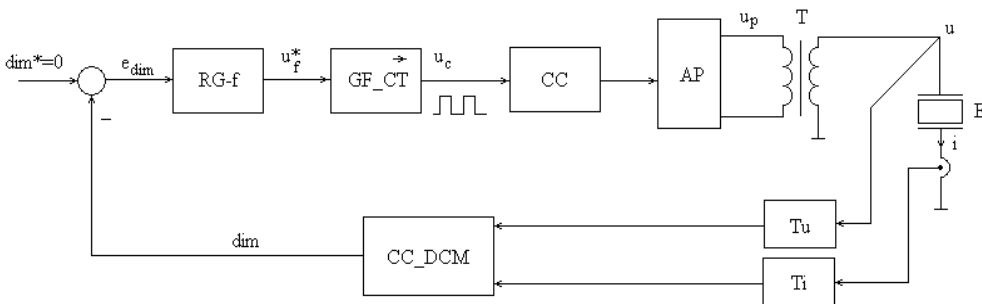 dim*=0
e_dim
RG-f
u*_f
GF_CT
u_c
CC
AP
u_p
T
u
E
i
Tu
Ti
CC_DCM
dim
–